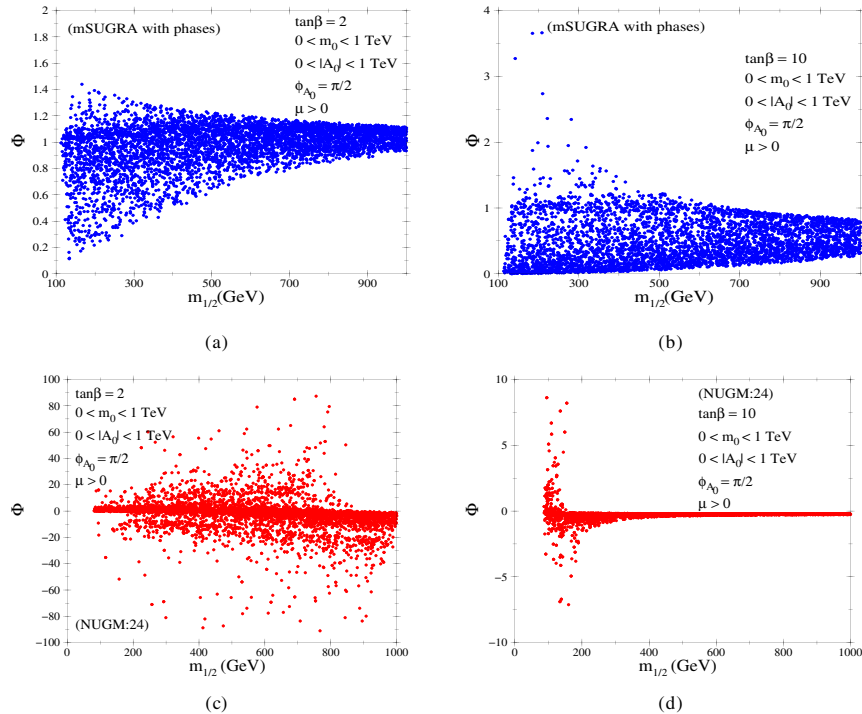 2
1.8
1.6
1.4
1.2
1
0.8
0.6
0.4
0.2
0
Φ
(mSUGRA with phases)
tanβ = 2
0 < m₀ < 1 TeV
0 < |A₀| < 1 TeV
ϕ_A₀ = π/2
μ > 0
100 300 500 700 900
m₁/₂(GeV)
(a)
4
3
2
1
0
Φ
(mSUGRA with phases)
tanβ = 10
0 < m₀ < 1 TeV
0 < |A₀| < 1 TeV
ϕ_A₀ = π/2
μ > 0
100 300 500 700 900
m₁/₂(GeV)
(b)
100
80
60
40
20
0
−20
−40
−60
−80
−100
Φ
tanβ = 2
0 < m₀ < 1 TeV
0 < |A₀| < 1 TeV
ϕ_A₀ = π/2
μ > 0
(NUGM:24)
0 200 400 600 800 1000
m₁/₂ (GeV)
(c)
10
5
0
−5
−10
Φ
(NUGM:24)
tanβ = 10
0 < m₀ < 1 TeV
0 < |A₀| < 1 TeV
ϕ_A₀ = π/2
μ > 0
0 200 400 600 800 1000
m₁/₂ (GeV)
(d)